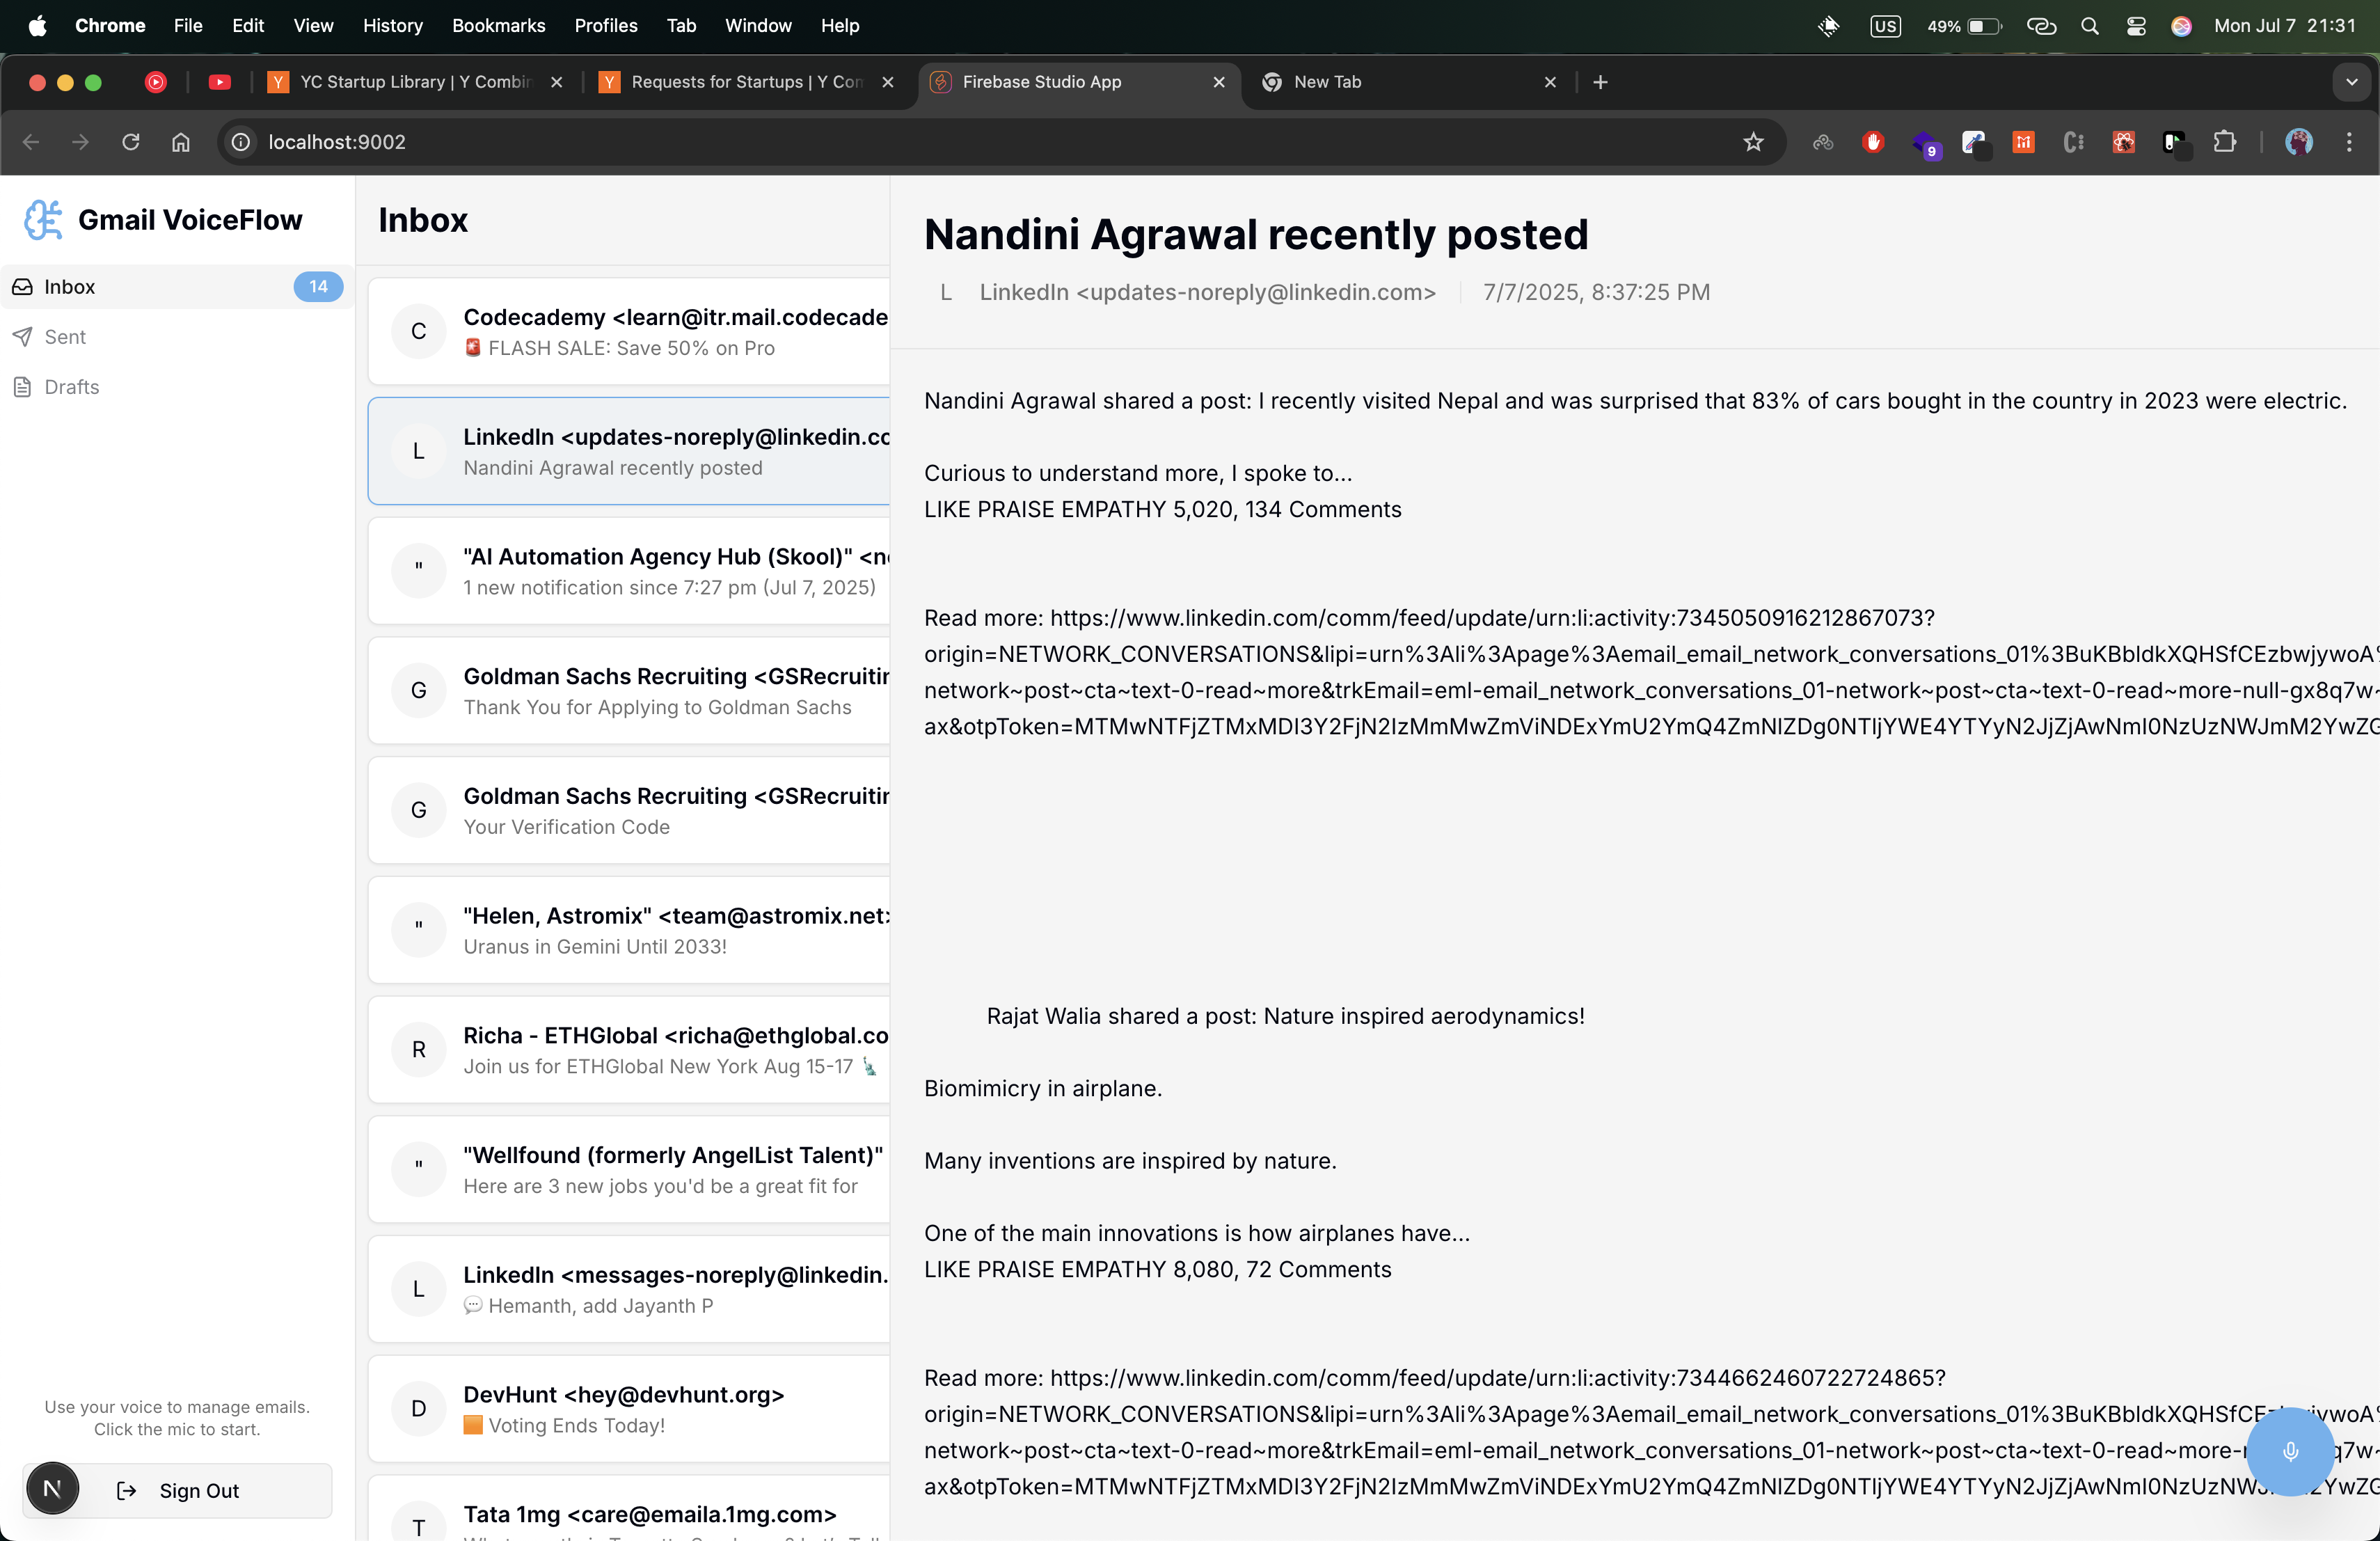 Chrome File Edit View History Bookmarks Profiles Tab Window Help US 49% Mon Jul 7 21:31
YC Startup Library | Y Combin Requests for Startups | Y Com Firebase Studio App New Tab
localhost:9002 9
Gmail VoiceFlow
Inbox 14
Sent
Drafts
Use your voice to manage emails.
Click the mic to start.
N Sign Out
Inbox
C Codecademy <learn@itr.mail.codecade
🚨 FLASH SALE: Save 50% on Pro
L LinkedIn <updates-noreply@linkedin.co
Nandini Agrawal recently posted
" "AI Automation Agency Hub (Skool)" <no
1 new notification since 7:27 pm (Jul 7, 2025)
G Goldman Sachs Recruiting <GSRecruitin
Thank You for Applying to Goldman Sachs
G Goldman Sachs Recruiting <GSRecruitin
Your Verification Code
" "Helen, Astromix" <team@astromix.net>
Uranus in Gemini Until 2033!
R Richa - ETHGlobal <richa@ethglobal.co
Join us for ETHGlobal New York Aug 15-17 🗽
" "Wellfound (formerly AngelList Talent)"
Here are 3 new jobs you'd be a great fit for
L LinkedIn <messages-noreply@linkedin.
💬 Hemanth, add Jayanth P
D DevHunt <hey@devhunt.org>
🟧 Voting Ends Today!
T Tata 1mg <care@emaila.1mg.com>
Nandini Agrawal recently posted
L LinkedIn <updates-noreply@linkedin.com> 7/7/2025, 8:37:25 PM
Nandini Agrawal shared a post: I recently visited Nepal and was surprised that 83% of cars bought in the country in 2023 were electric.
Curious to understand more, I spoke to…
LIKE PRAISE EMPATHY 5,020, 134 Comments
Read more: https://www.linkedin.com/comm/feed/update/urn:li:activity:7345050916212867073?
origin=NETWORK_CONVERSATIONS&lipi=urn%3Ali%3Apage%3Aemail_email_network_conversations_01%3BuKBbldkXQHSfCEzbwjywoA%
network~post~cta~text-0-read~more&trkEmail=eml-email_network_conversations_01-network~post~cta~text-0-read~more-null-gx8q7w~
ax&otpToken=MTMwNTFjZTMxMDI3Y2FjN2IzMmMwZmViNDExYmU2YmQ4ZmNlZDg0NTljYWE4YTYyN2JjZjAwNmI0NzUzNWJmM2YwZG
Rajat Walia shared a post: Nature inspired aerodynamics!
Biomimicry in airplane.
Many inventions are inspired by nature.
One of the main innovations is how airplanes have…
LIKE PRAISE EMPATHY 8,080, 72 Comments
Read more: https://www.linkedin.com/comm/feed/update/urn:li:activity:7344662460722724865?
origin=NETWORK_CONVERSATIONS&lipi=urn%3Ali%3Apage%3Aemail_email_network_conversations_01%3BuKBbldkXQHSfCEz
network~post~cta~text-0-read~more&trkEmail=eml-email_network_conversations_01-network~post~cta~text-0-read~more-
ax&otpToken=MTMwNTFjZTMxMDI3Y2FjN2IzMmMwZmViNDExYmU2YmQ4ZmNlZDg0NTljYWE4YTYyN2JjZjAwNmI0NzUzNW